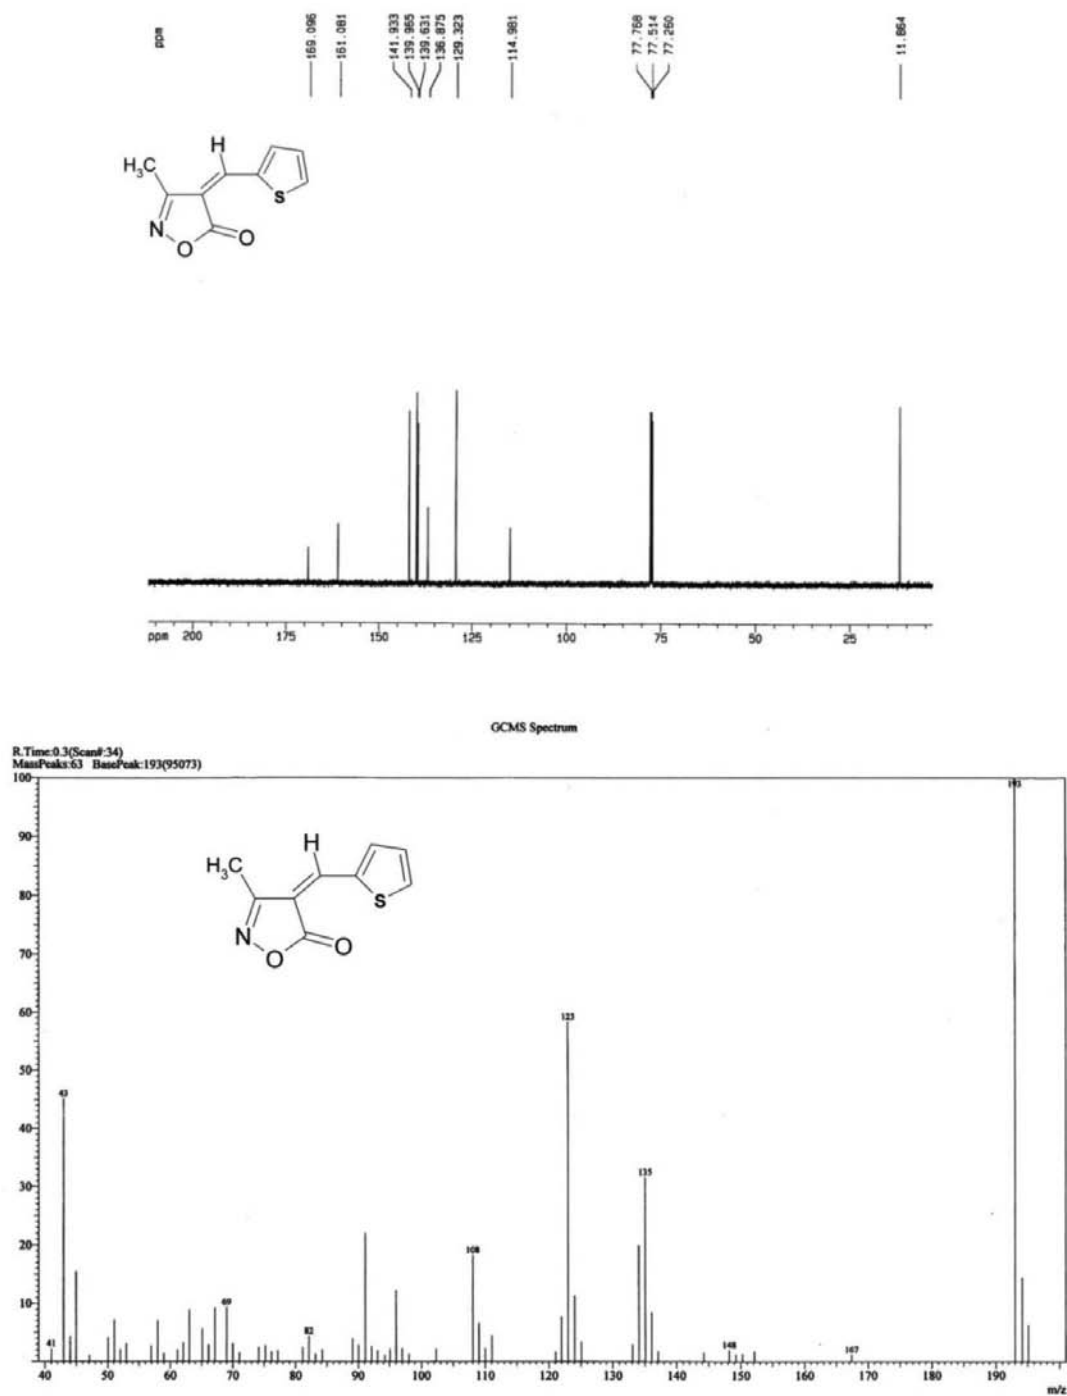 ppm
169.096
161.081
141.933
139.965
139.631
136.875
129.323
114.981
77.768
77.514
77.260
11.864
H
H3C
S
N
O
O
ppm 200 175 150 125 100 75 50 25
GCMS Spectrum
R.Time:0.3(Scan#:34)
MassPeaks:63 BasePeak:193(95073)
100
193
90
H
H3C
80
S
N
O
O
70
60
123
50
43
40
135
30
20
108
10
69
82
41
148
167
40 50 60 70 80 90 100 110 120 130 140 150 160 170 180 190
m/z